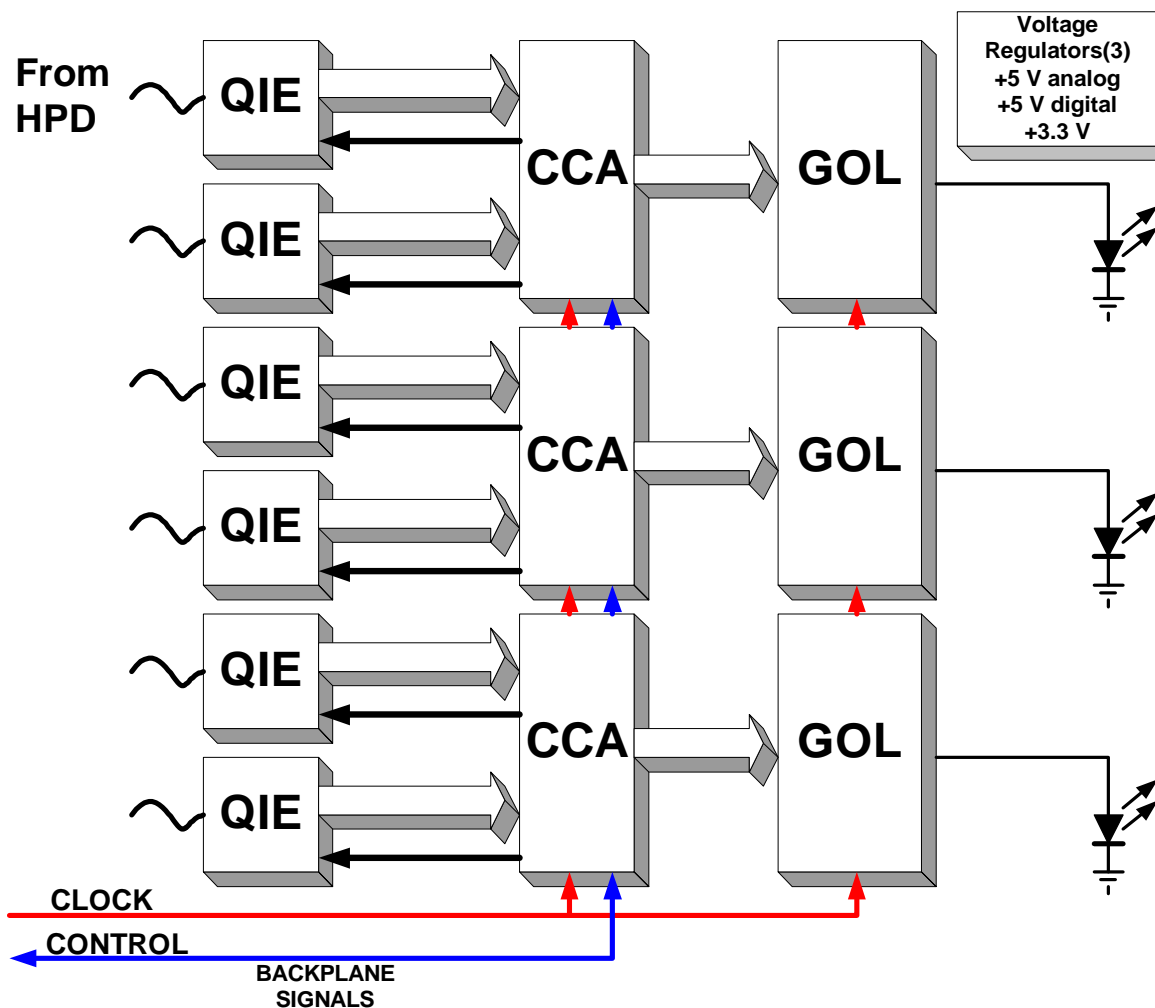 From
HPD
QIE
QIE
QIE
QIE
QIE
QIE
CCA
CCA
CCA
GOL
GOL
GOL
Voltage
Regulators(3)
+5 V analog
+5 V digital
+3.3 V
CLOCK
CONTROL
BACKPLANE
SIGNALS